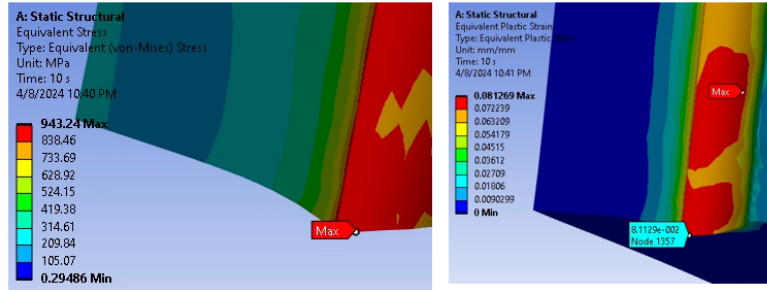 A: Static Structural
Equivalent Stress
Type: Equivalent (von-Mises) Stress
Unit: MPa
Time: 10 s
4/8/2024 10:40 PM
943.24 Max
838.46
733.69
628.92
524.15
419.38
314.61
209.84
105.07
0.29486 Min
Max
A: Static Structural
Equivalent Plastic Strain
Type: Equivalent Plastic
Unit: mm/mm
Time: 10 s
4/8/2024 10:41 PM
0.081269 Max
0.072239
0.063209
0.054179
0.04515
0.03612
0.02709
0.01806
0.0090299
0 Min
Max
8.1129e-002
Node 1357